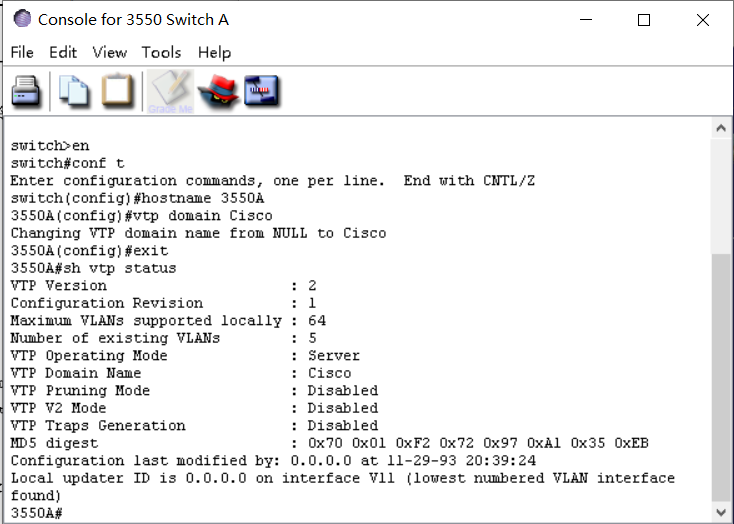 Console for 3550 Switch A
File Edit View Tools Help
Grade Me
switch>en
switch#conf t
Enter configuration commands, one per line.  End with CNTL/Z
switch(config)#hostname 3550A
3550A(config)#vtp domain Cisco
Changing VTP domain name from NULL to Cisco
3550A(config)#exit
3550A#sh vtp status
VTP Version                     : 2
Configuration Revision          : 1
Maximum VLANs supported locally : 64
Number of existing VLANs        : 5
VTP Operating Mode              : Server
VTP Domain Name                 : Cisco
VTP Pruning Mode                : Disabled
VTP V2 Mode                     : Disabled
VTP Traps Generation            : Disabled
MD5 digest                      : 0x70 0x01 0xF2 0x72 0x97 0xA1 0x35 0xEB
Configuration last modified by: 0.0.0.0 at 11-29-93 20:39:24
Local updater ID is 0.0.0.0 on interface Vl1 (lowest numbered VLAN interface
found)
3550A#